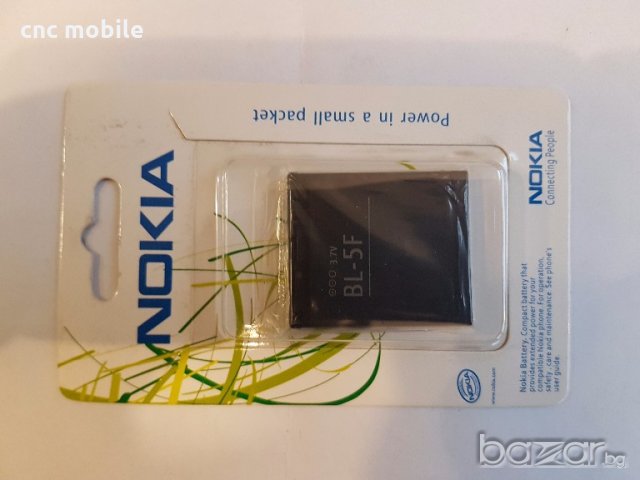 cnc mobile
Power in a small packet
NOKIA
3.7V
BL-5F
NOKIA
Connecting People
Nokia Battery. Compact battery that
provides extended power for your
compatible Nokia phone. For operation,
safety, care and maintenance. See phone's
user guide.
NOKIA
www.nokia.com
bazar.bg